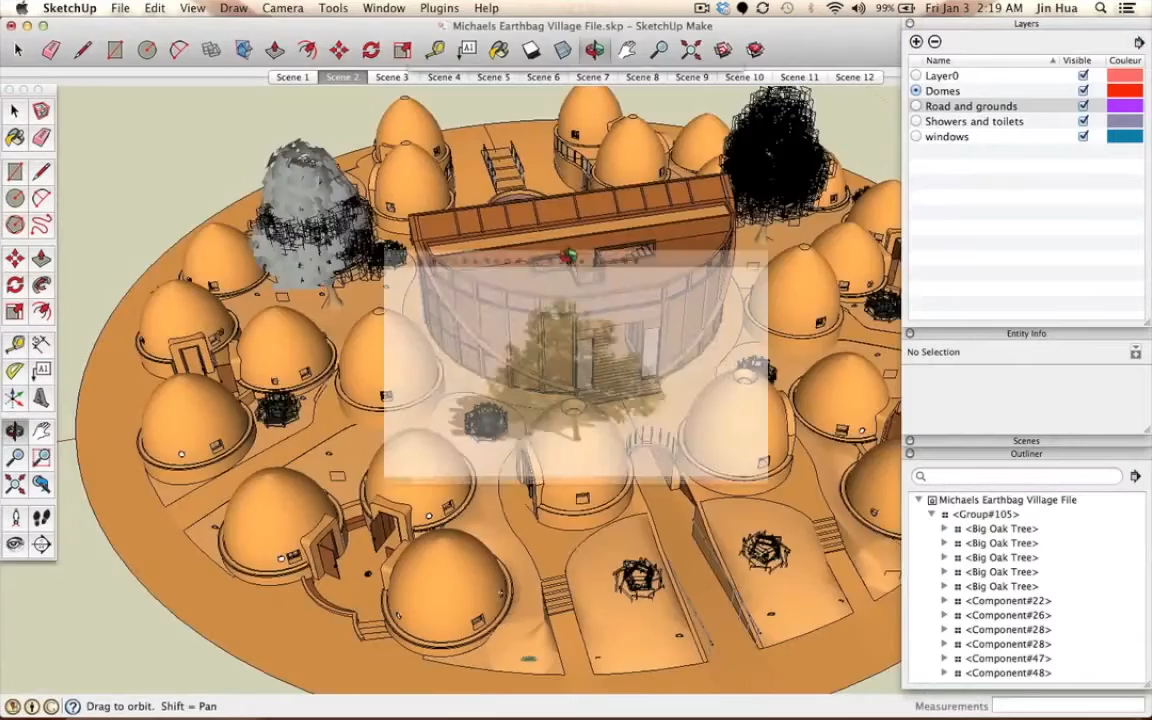 SketchUp File Edit View Draw Camera Tools Window Plugins Help 99% Fri Jan 3 2:19 AM Jin Hua
Michaels Earthbag Village File.skp - SketchUp Make
Layers
A1
Scene 1 Scene 2 Scene 3 Scene 4 Scene 5 Scene 6 Scene 7 Scene 8 Scene 9 Scene 10 Scene 11 Scene 12
Name Visible Couleur
Layer0
Domes
Road and grounds
Showers and toilets
windows
Entity Info
No Selection
A1
Scenes
Outliner
Michaels Earthbag Village File
<Group#105>
<Big Oak Tree>
<Big Oak Tree>
<Big Oak Tree>
<Big Oak Tree>
<Big Oak Tree>
<Component#22>
<Component#26>
<Component#28>
<Component#28>
<Component#47>
<Component#48>
Drag to orbit. Shift = Pan
Measurements